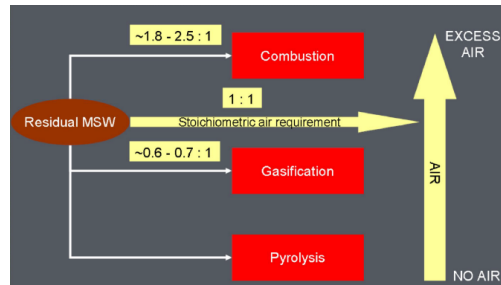 ~1.8 - 2.5 : 1
Combustion
EXCESS
AIR
1 : 1
Residual MSW
Stoichiometric air requirement
~0.6 - 0.7 : 1
Gasification
AIR
Pyrolysis
NO AIR